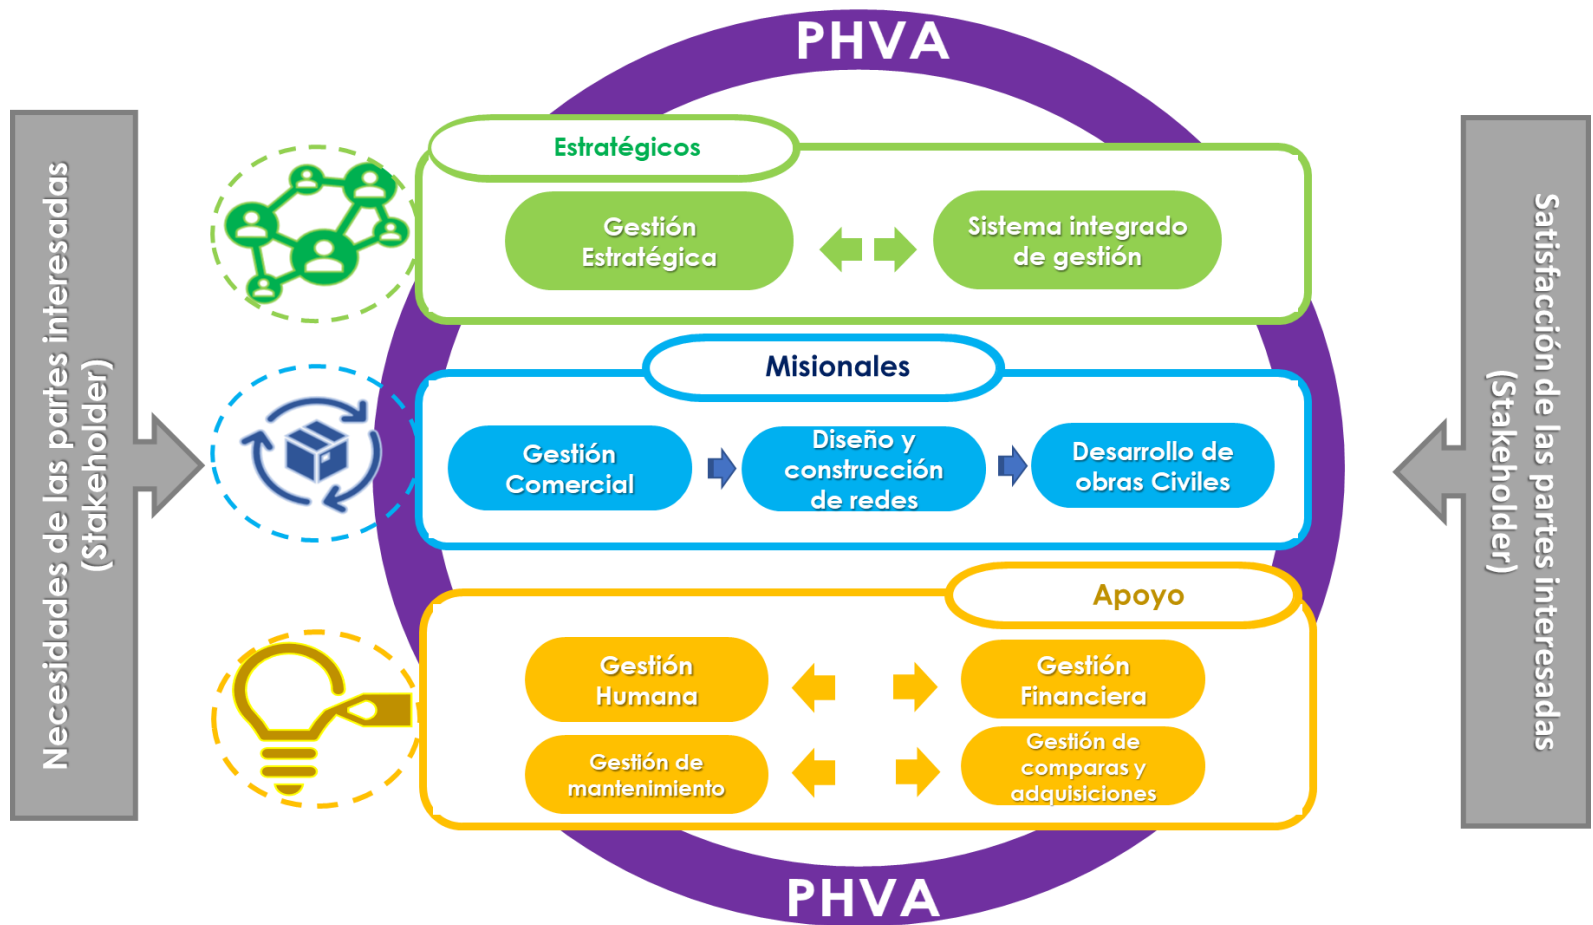 PHVA
Necesidades de las partes interesadas
(Stakeholder)
Estratégicos
Gestión
Estratégica
Sistema integrado
de gestión
Misionales
Gestión
Comercial
Diseño y
construcción
de redes
Desarrollo de
obras Civiles
Apoyo
Gestión
Humana
Gestión
Financiera
Gestión de
mantenimiento
Gestión de
comparas y
adquisiciones
Satisfacción de las partes interesadas
(Stakeholder)
PHVA